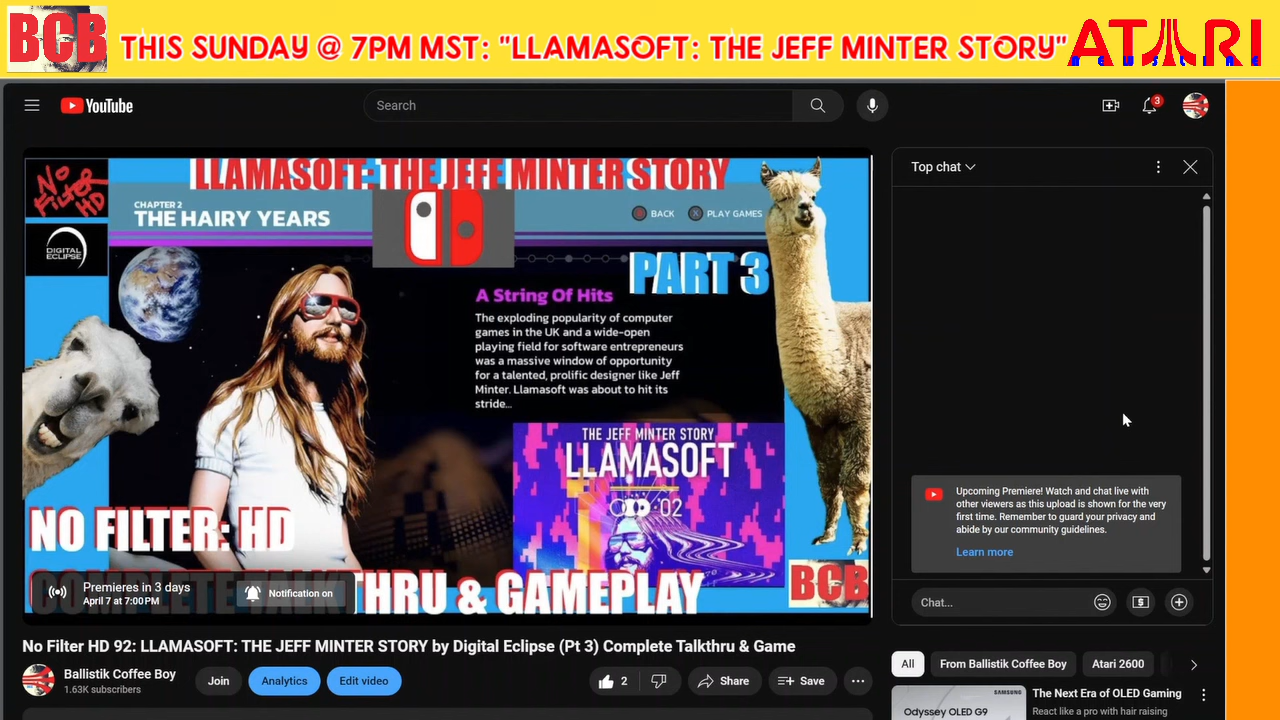 BCB THIS SUNDAY @ 7PM MST: "LLAMASOFT: THE JEFF MINTER STORY" ATARI
YouTube
Search
3
No Filter HD
DIGITAL ECLIPSE
LLAMASOFT: THE JEFF MINTER STORY
CHAPTER 2
THE HAIRY YEARS
BACK
X PLAY GAMES
PART 3
A String Of Hits
The exploding popularity of computer
games in the UK and a wide-open
playing field for software entrepreneurs
was a massive window of opportunity
for a talented, prolific designer like Jeff
Minter. Llamasoft was about to hit its
stride...
THE JEFF MINTER STORY
LLAMASOFT
02
NO FILTER: HD
COMPLETE TALKTHRU & GAMEPLAY
BCB
Premieres in 3 days
April 7 at 7:00 PM
Notification on
Top chat
Upcoming Premiere! Watch and chat live with
other viewers as this upload is shown for the very
first time. Remember to guard your privacy and
abide by our community guidelines.
Learn more
Chat...
No Filter HD 92: LLAMASOFT: THE JEFF MINTER STORY by Digital Eclipse (Pt 3) Complete Talkthru & Game
Ballistik Coffee Boy
1.63K subscribers
Join
Analytics
Edit video
2
Share
Save
All
From Ballistik Coffee Boy
Atari 2600
SAMSUNG
Odyssey OLED G9
The Next Era of OLED Gaming
React like a pro with hair raising